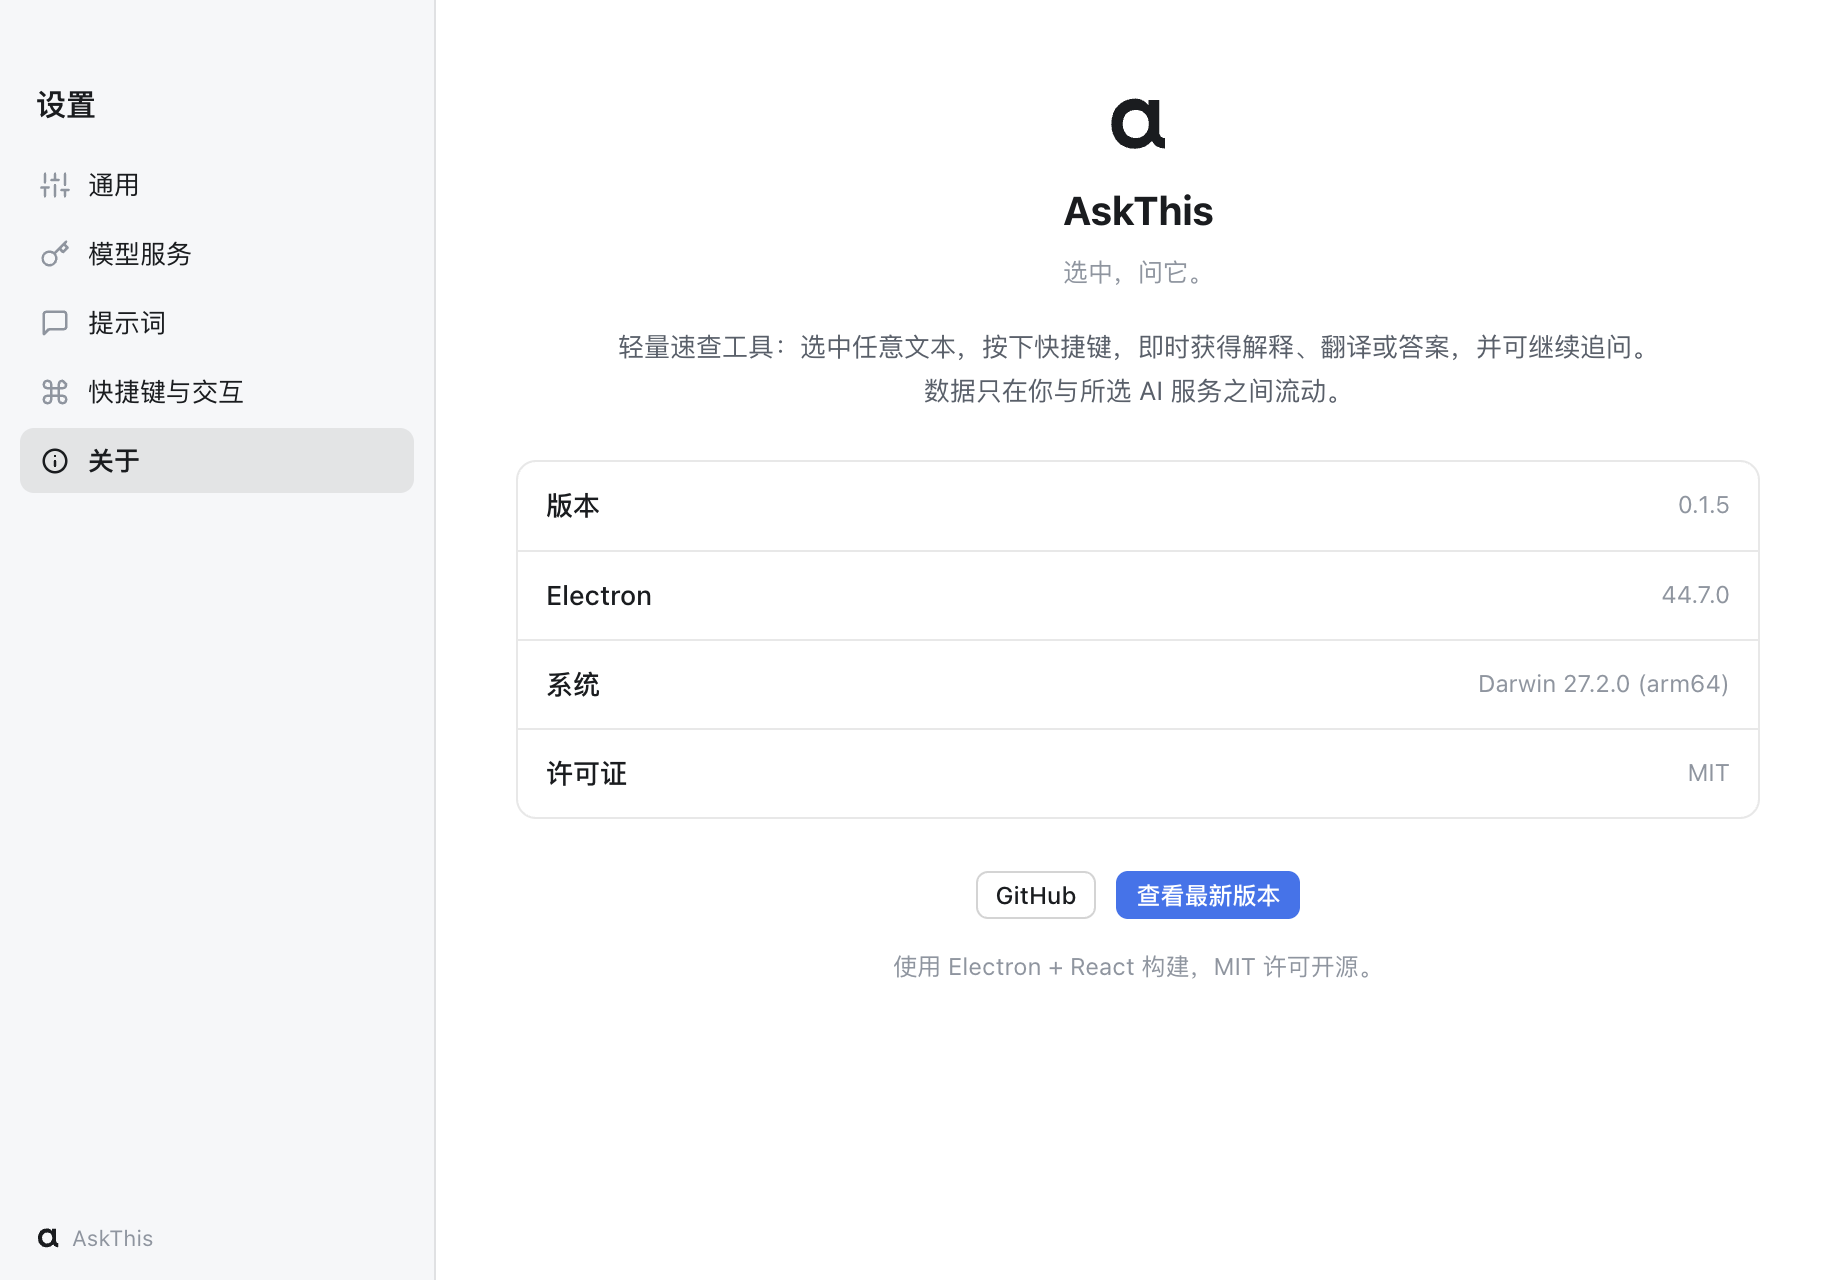 设置
通用
模型服务
提示词
快捷键与交互
关于
AskThis
AskThis
选中，问它。
轻量速查工具：选中任意文本，按下快捷键，即时获得解释、翻译或答案，并可继续追问。
数据只在你与所选 AI 服务之间流动。
版本 0.1.5
Electron 44.7.0
系统 Darwin 27.2.0 (arm64)
许可证 MIT
GitHub 查看最新版本
使用 Electron + React 构建，MIT 许可开源。